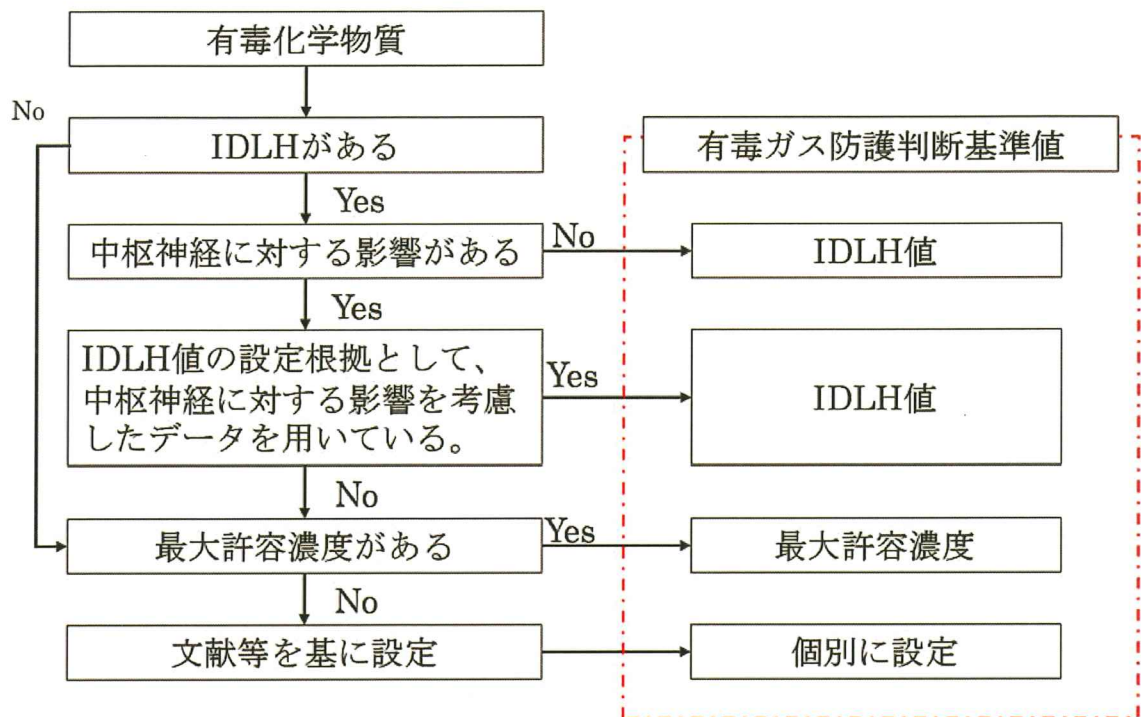 有毒化学物質
No
IDLHがある
有毒ガス防護判断基準値
Yes
中枢神経に対する影響がある
No
IDLH値
Yes
IDLH値の設定根拠として、
中枢神経に対する影響を考慮
したデータを用いている。
Yes
IDLH値
No
最大許容濃度がある
Yes
最大許容濃度
No
文献等を基に設定
個別に設定